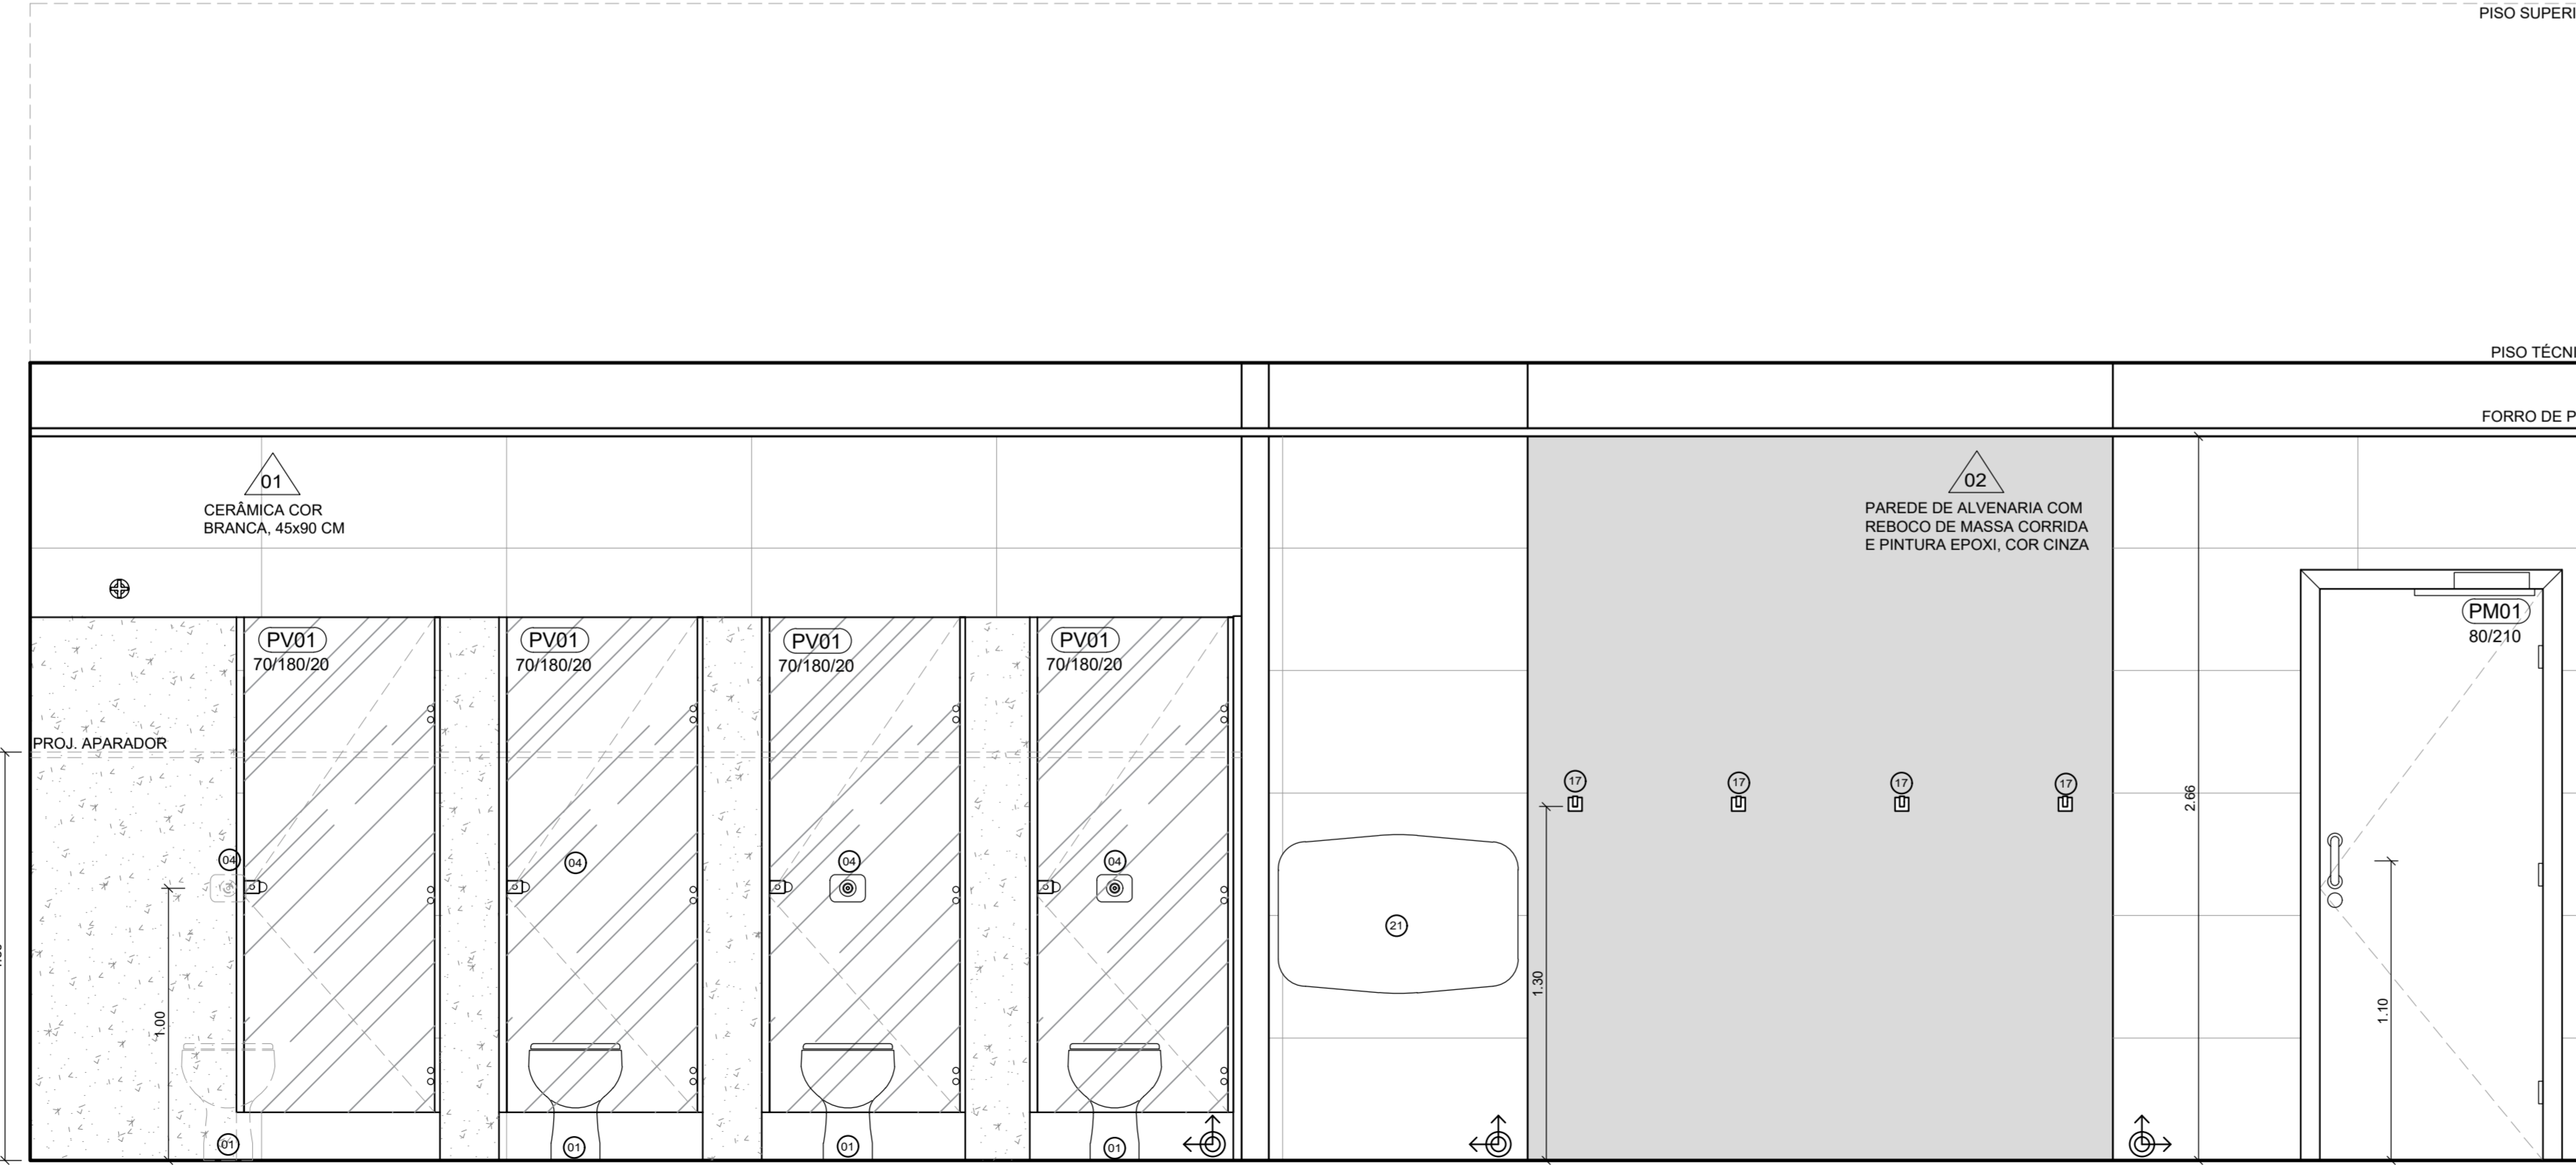 PISO SUPERI
PISO TÉCNI
FORRO DE P
01
CERÂMICA COR
BRANCA, 45x90 CM
02
PAREDE DE ALVENARIA COM
REBOCO DE MASSA CORRIDA
E PINTURA EPOXI, COR CINZA
PV01
70/180/20
PV01
70/180/20
PV01
70/180/20
PV01
70/180/20
PM01
80/210
PROJ. APARADOR
17
17
17
17
2.66
04
04
04
04
21
1.30
1.10
1.00
01
01
01
01